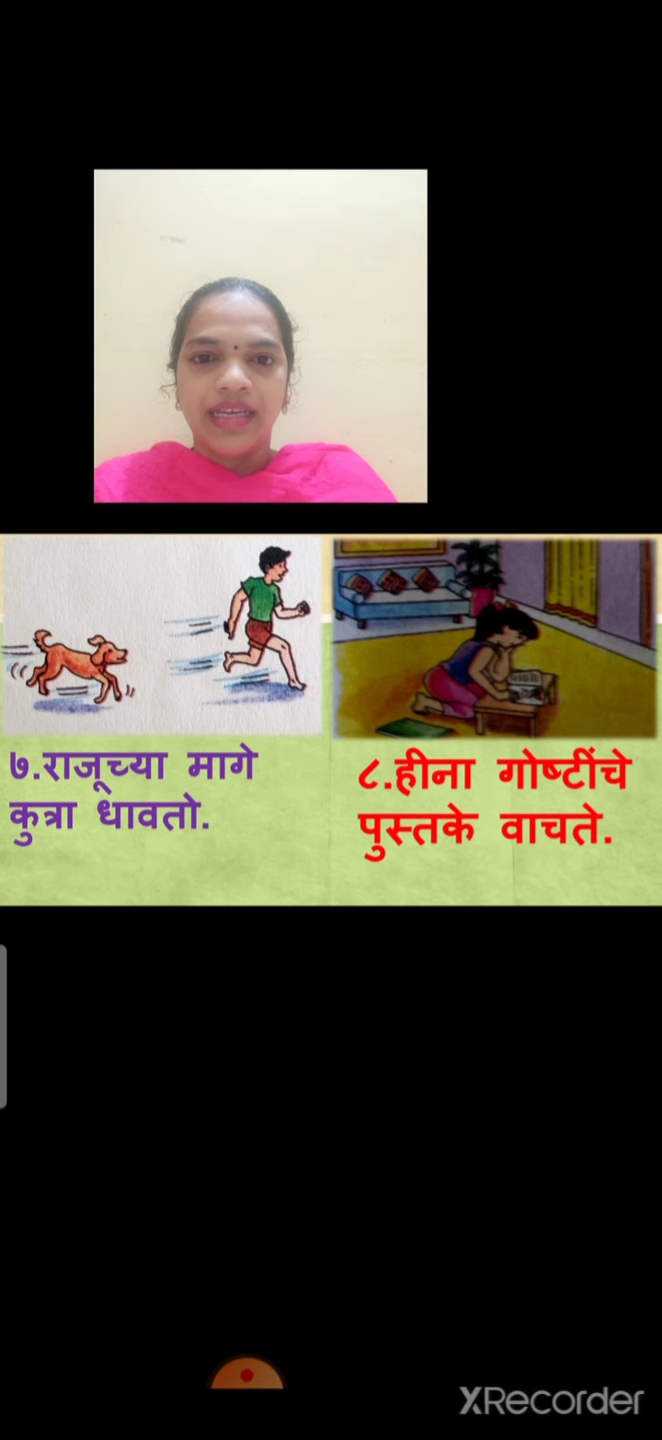 ७.राजूच्या मागे
कुत्रा धावतो.
८.हीना गोष्टींचे
पुस्तके वाचते.
XRecorder